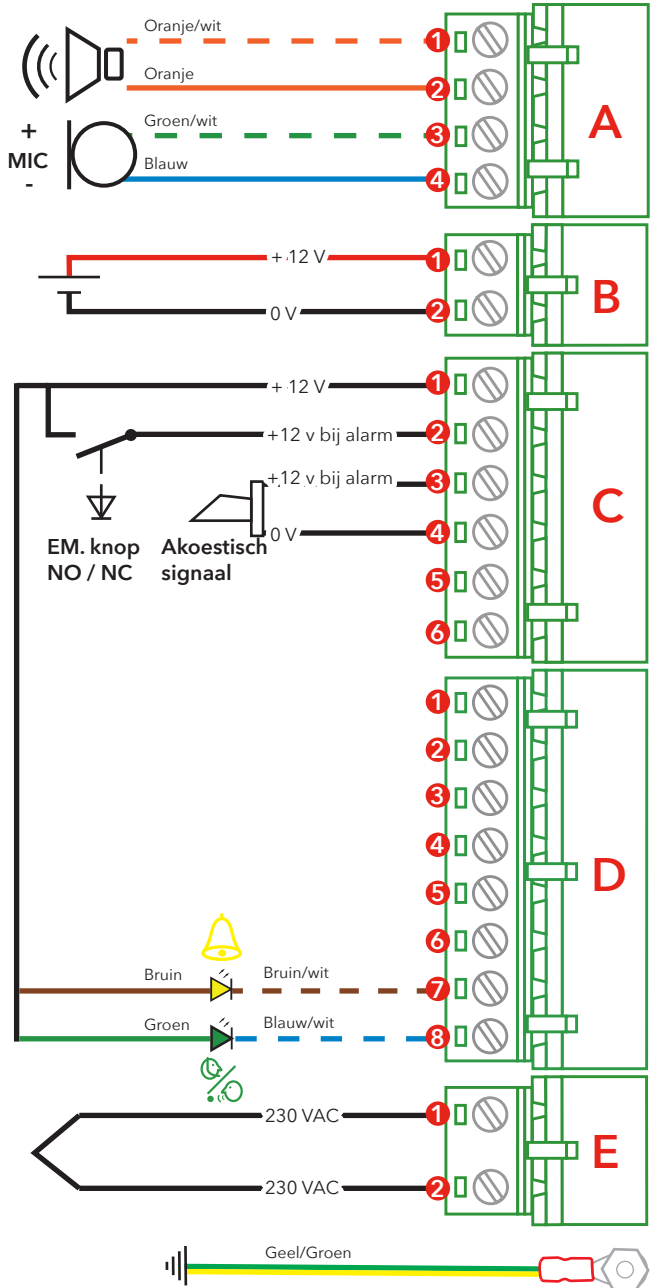 Oranje/wit
1
Oranje
2
A
Groen/wit
3
+
MIC
-
Blauw
4
+ 12 V
1
B
0 V
2
+ 12 V
1
+12 v bij alarm
2
+12 v bij alarm
3
C
0 V
4
EM. knop
NO / NC
Akoestisch
signaal
5
6
1
2
3
4
D
5
6
Bruin
Bruin/wit
7
Groen
Blauw/wit
8
230 VAC
1
E
230 VAC
2
Geel/Groen